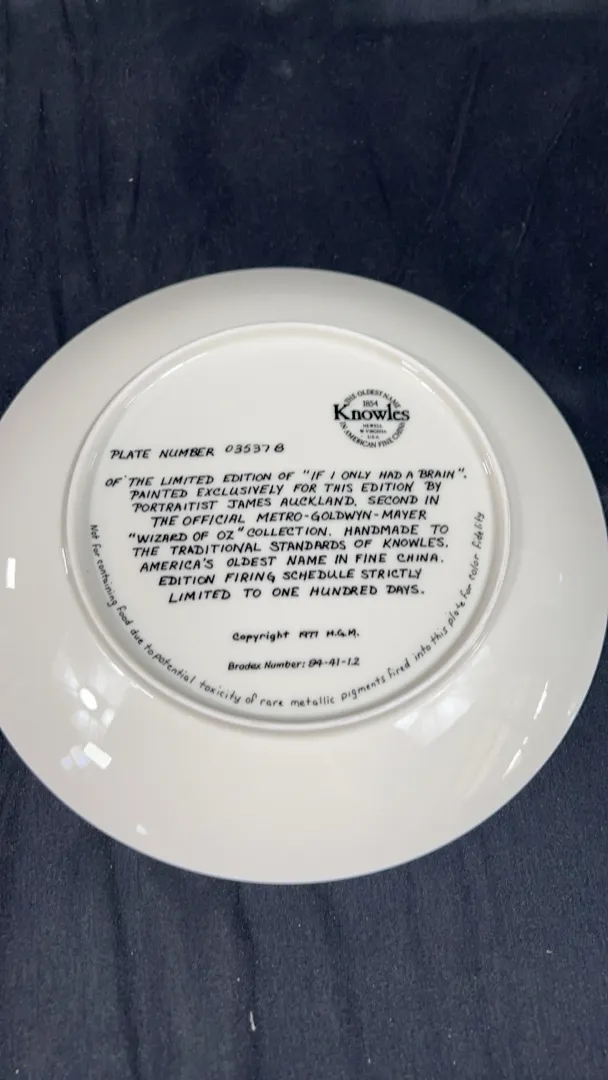 THE OLDEST NAME
1854
Knowles
NEWELL
W VIRGINIA
U.S.A.
IN AMERICAN FINE CHINA
PLATE NUMBER 03537B
OF THE LIMITED EDITION OF "IF I ONLY HAD A BRAIN".
PAINTED EXCLUSIVELY FOR THIS EDITION BY
PORTRAITIST JAMES AUCKLAND, SECOND IN
THE OFFICIAL METRO-GOLDWYN-MAYER
"WIZARD OF OZ" COLLECTION. HANDMADE TO
THE TRADITIONAL STANDARDS OF KNOWLES,
AMERICA'S OLDEST NAME IN FINE CHINA.
EDITION FIRING SCHEDULE STRICTLY
LIMITED TO ONE HUNDRED DAYS.
Copyright 1977 M.G.M.
Bradex Number: 84-41-1.2
Not for containing food due to potential toxicity of rare metallic pigments fired into this plate for color fidelity